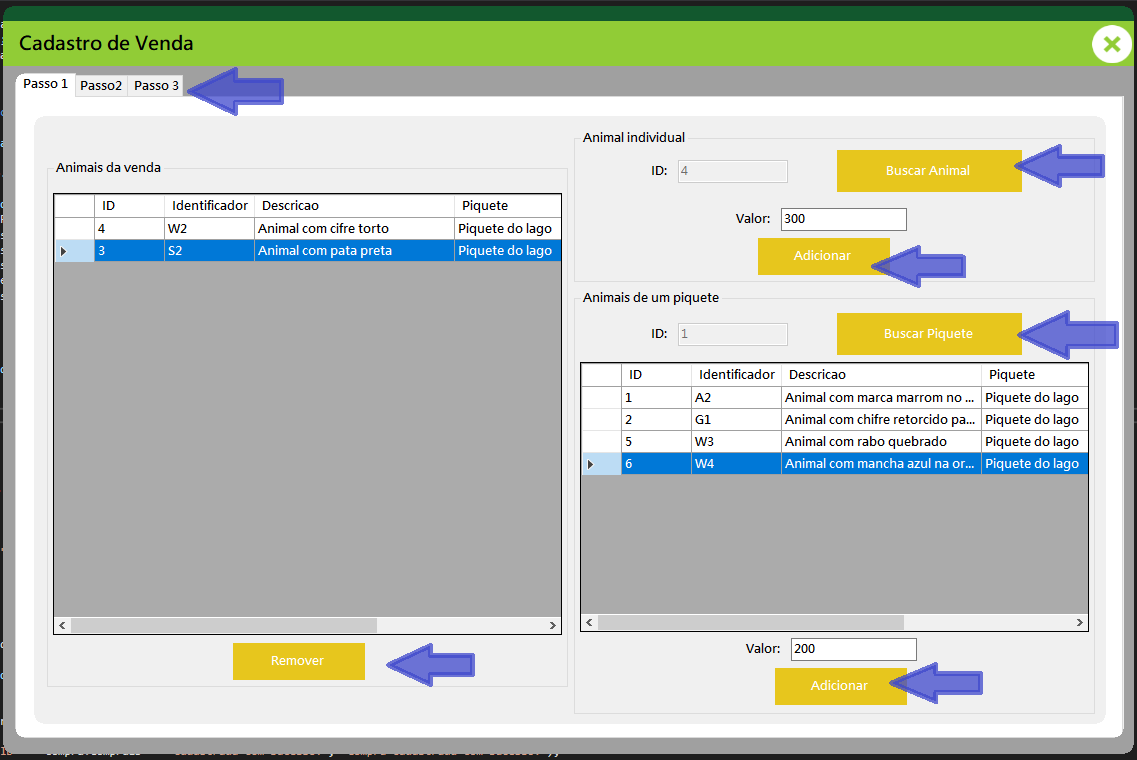 Cadastro de Venda
Passo 1 Passo2 Passo 3
Animais da venda
ID Identificador Descricao Piquete
4 W2 Animal com cifre torto Piquete do lago
3 S2 Animal com pata preta Piquete do lago
Remover
Animal individual
ID: 4 Buscar Animal
Valor: 300
Adicionar
Animais de um piquete
ID: 1 Buscar Piquete
ID Identificador Descricao Piquete
1 A2 Animal com marca marrom no ... Piquete do lago
2 G1 Animal com chifre retorcido pa... Piquete do lago
5 W3 Animal com rabo quebrado Piquete do lago
6 W4 Animal com mancha azul na or... Piquete do lago
Valor: 200
Adicionar